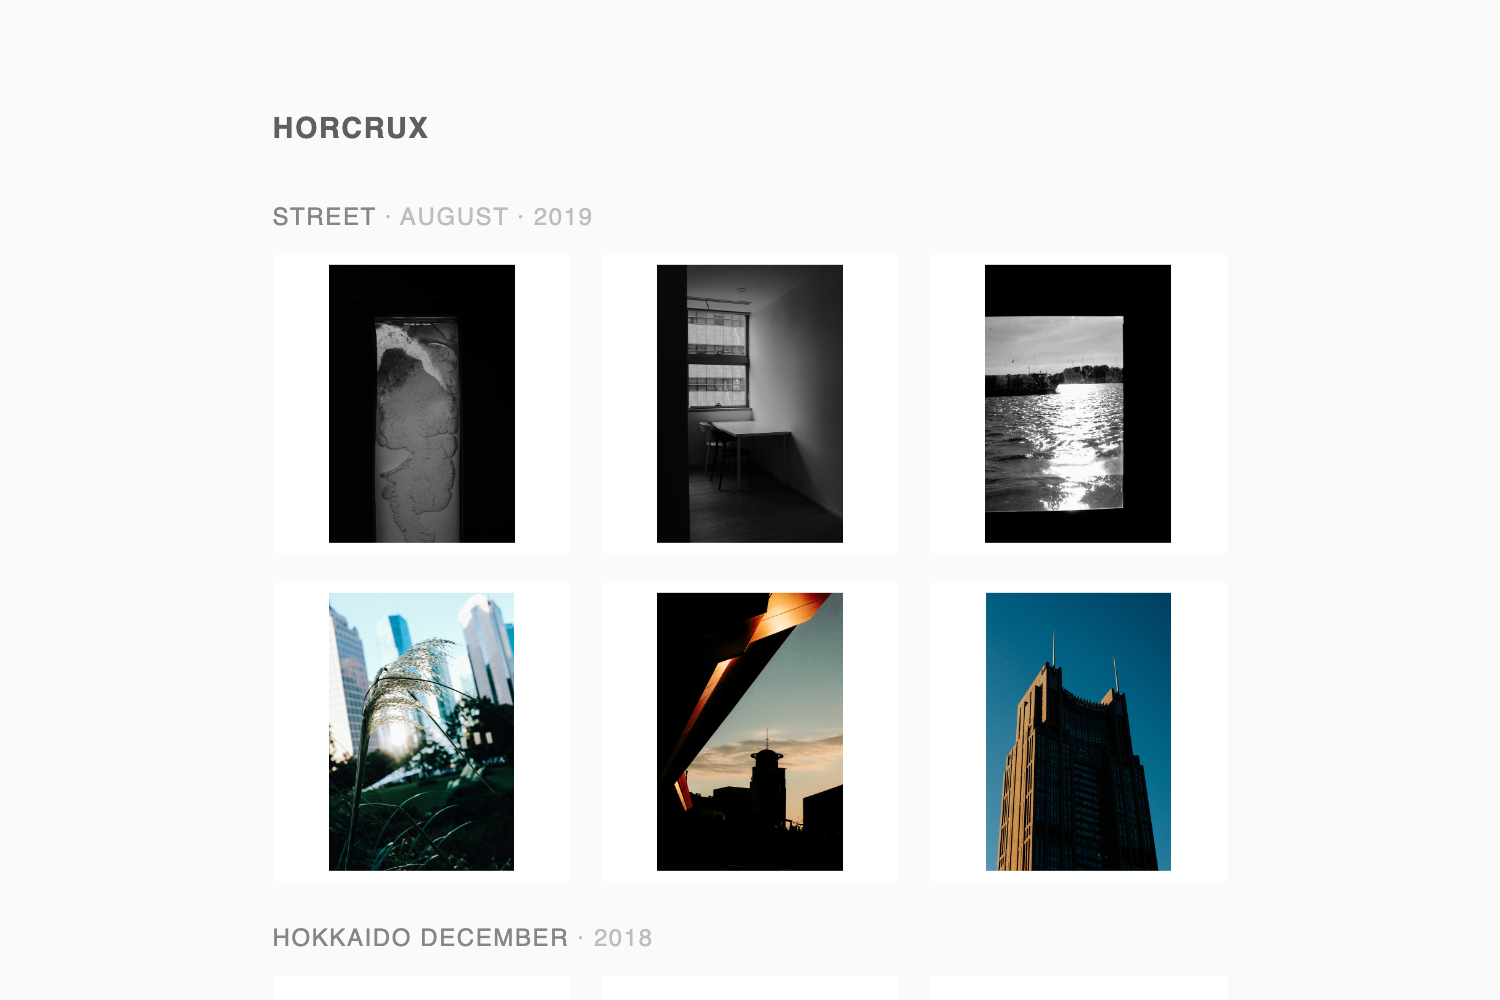 HORCRUX
STREET · AUGUST · 2019
HOKKAIDO DECEMBER · 2018